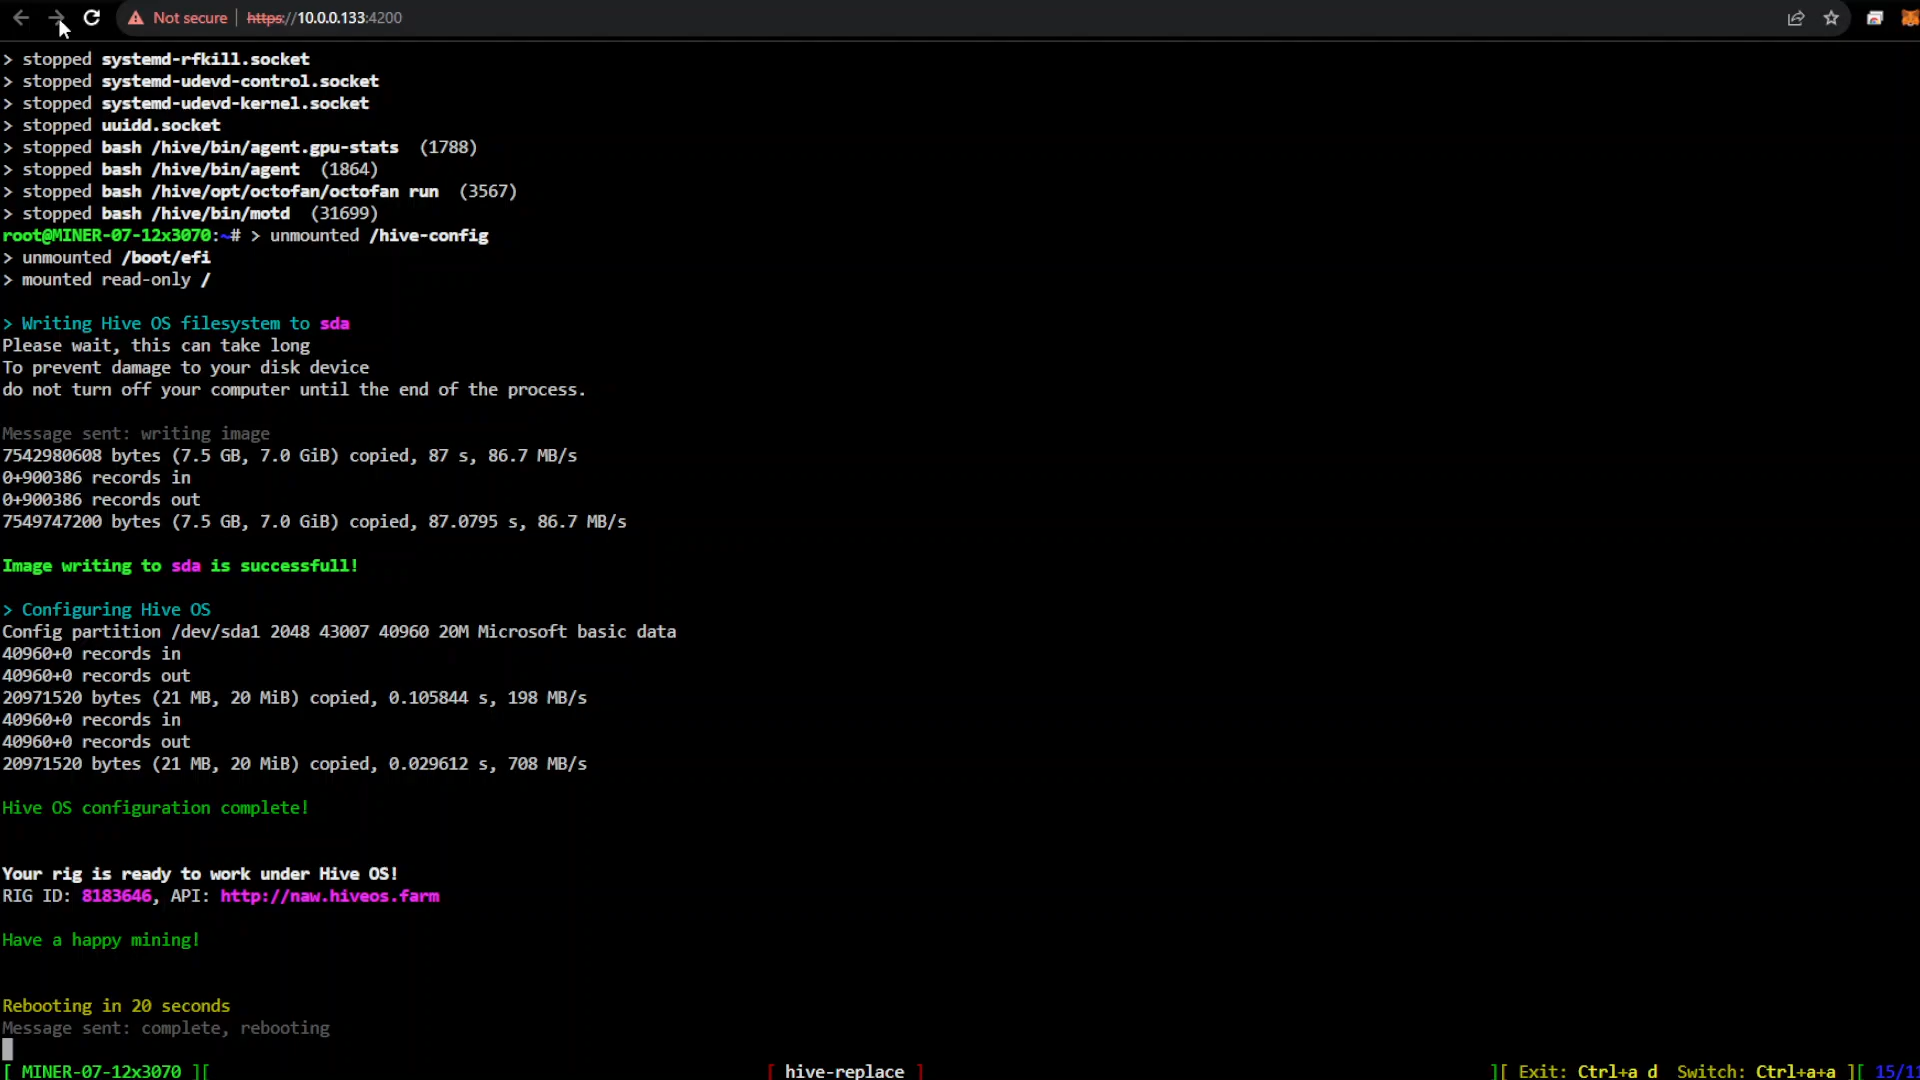 Not secure | https://10.0.0.133:4200
> stopped systemd-rfkill.socket
> stopped systemd-udevd-control.socket
> stopped systemd-udevd-kernel.socket
> stopped uuidd.socket
> stopped bash /hive/bin/agent.gpu-stats (1788)
> stopped bash /hive/bin/agent (1864)
> stopped bash /hive/opt/octofan/octofan run (3567)
> stopped bash /hive/bin/motd (31699)
root@MINER-07-12x3070:~# > unmounted /hive-config
> unmounted /boot/efi
> mounted read-only /
> Writing Hive OS filesystem to sda
Please wait, this can take long
To prevent damage to your disk device
do not turn off your computer until the end of the process.
Message sent: writing image
7542980608 bytes (7.5 GB, 7.0 GiB) copied, 87 s, 86.7 MB/s
0+900386 records in
0+900386 records out
7549747200 bytes (7.5 GB, 7.0 GiB) copied, 87.0795 s, 86.7 MB/s
Image writing to sda is successfull!
> Configuring Hive OS
Config partition /dev/sda1 2048 43007 40960 20M Microsoft basic data
40960+0 records in
40960+0 records out
20971520 bytes (21 MB, 20 MiB) copied, 0.105844 s, 198 MB/s
40960+0 records in
40960+0 records out
20971520 bytes (21 MB, 20 MiB) copied, 0.029612 s, 708 MB/s
Hive OS configuration complete!
Your rig is ready to work under Hive OS!
RIG ID: 8183646, API: http://naw.hiveos.farm
Have a happy mining!
Rebooting in 20 seconds
Message sent: complete, rebooting
[ MINER-07-12x3070 ][ [ hive-replace ] ][ Exit: Ctrl+a d Switch: Ctrl+a+a ][